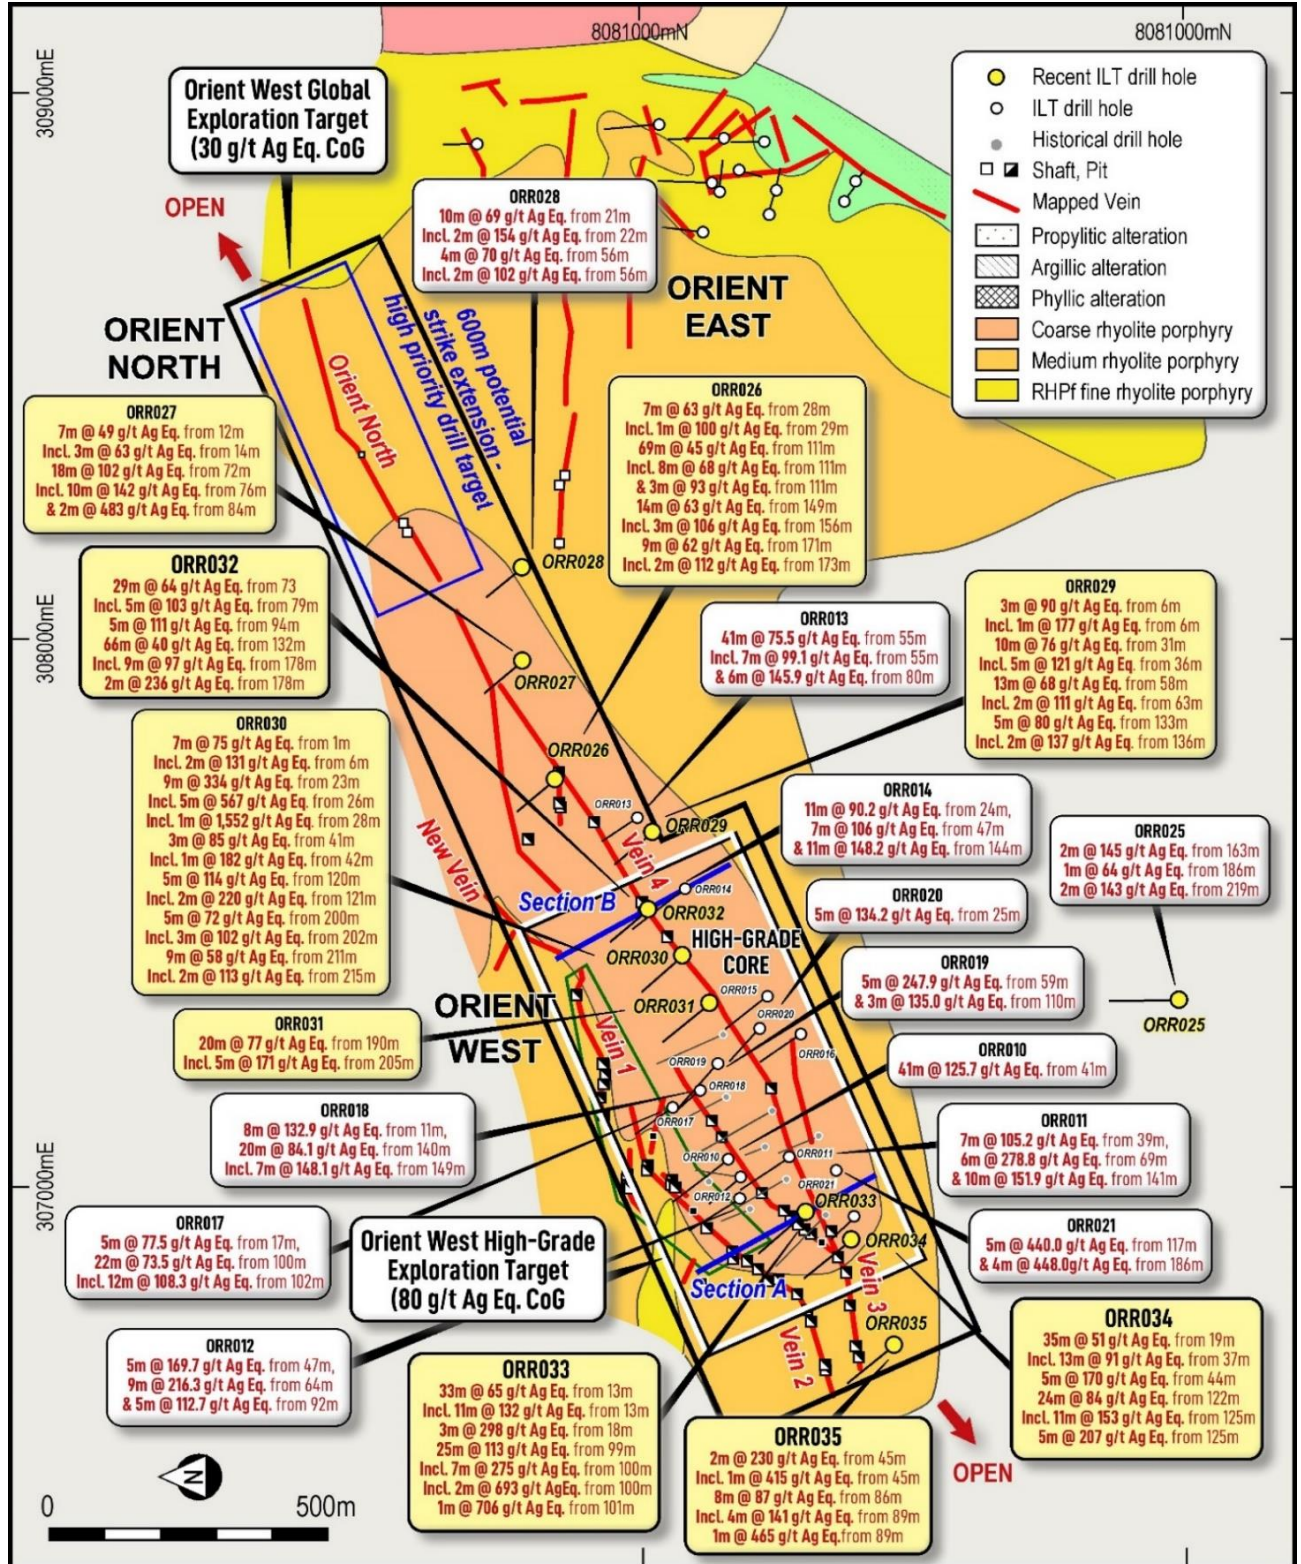 8081000mN
8081000mN
309000mE
308000mE
307000mE
Recent ILT drill hole
ILT drill hole
Historical drill hole
Shaft, Pit
Mapped Vein
Propylitic alteration
Argillic alteration
Phyllic alteration
Coarse rhyolite porphyry
Medium rhyolite porphyry
RHPf fine rhyolite porphyry
Orient West Global
Exploration Target
(30 g/t Ag Eq. CoG
OPEN
ORIENT
NORTH
Orient North
600m potential
strike extension -
high priority drill target
ORIENT
EAST
ORR028
10m @ 69 g/t Ag Eq. from 21m
Incl. 2m @ 154 g/t Ag Eq. from 22m
4m @ 70 g/t Ag Eq. from 56m
Incl. 2m @ 102 g/t Ag Eq. from 56m
ORR027
7m @ 49 g/t Ag Eq. from 12m
Incl. 3m @ 63 g/t Ag Eq. from 14m
18m @ 102 g/t Ag Eq. from 72m
Incl. 10m @ 142 g/t Ag Eq. from 76m
& 2m @ 483 g/t Ag Eq. from 84m
ORR026
7m @ 63 g/t Ag Eq. from 28m
Incl. 1m @ 100 g/t Ag Eq. from 29m
69m @ 45 g/t Ag Eq. from 111m
Incl. 8m @ 68 g/t Ag Eq. from 111m
& 3m @ 93 g/t Ag Eq. from 111m
14m @ 63 g/t Ag Eq. from 149m
Incl. 3m @ 106 g/t Ag Eq. from 156m
9m @ 62 g/t Ag Eq. from 171m
Incl. 2m @ 112 g/t Ag Eq. from 173m
ORR032
29m @ 64 g/t Ag Eq. from 73
Incl. 5m @ 103 g/t Ag Eq. from 79m
5m @ 111 g/t Ag Eq. from 94m
66m @ 40 g/t Ag Eq. from 132m
Incl. 9m @ 97 g/t Ag Eq. from 178m
2m @ 236 g/t Ag Eq. from 178m
ORR013
41m @ 75.5 g/t Ag Eq. from 55m
Incl. 7m @ 99.1 g/t Ag Eq. from 55m
& 6m @ 145.9 g/t Ag Eq. from 80m
ORR029
3m @ 90 g/t Ag Eq. from 6m
Incl. 1m @ 177 g/t Ag Eq. from 6m
10m @ 76 g/t Ag Eq. from 31m
Incl. 5m @ 121 g/t Ag Eq. from 36m
13m @ 68 g/t Ag Eq. from 58m
Incl. 2m @ 111 g/t Ag Eq. from 63m
5m @ 80 g/t Ag Eq. from 133m
Incl. 2m @ 137 g/t Ag Eq. from 136m
ORR030
7m @ 75 g/t Ag Eq. from 1m
Incl. 2m @ 131 g/t Ag Eq. from 6m
9m @ 334 g/t Ag Eq. from 23m
Incl. 5m @ 567 g/t Ag Eq. from 26m
Incl. 1m @ 1,552 g/t Ag Eq. from 28m
3m @ 85 g/t Ag Eq. from 41m
Incl. 1m @ 182 g/t Ag Eq. from 42m
5m @ 114 g/t Ag Eq. from 120m
Incl. 2m @ 220 g/t Ag Eq. from 121m
5m @ 72 g/t Ag Eq. from 200m
Incl. 3m @ 102 g/t Ag Eq. from 202m
9m @ 58 g/t Ag Eq. from 211m
Incl. 2m @ 113 g/t Ag Eq. from 215m
ORR014
11m @ 90.2 g/t Ag Eq. from 24m,
7m @ 106 g/t Ag Eq. from 47m
& 11m @ 148.2 g/t Ag Eq. from 144m
ORR025
2m @ 145 g/t Ag Eq. from 163m
1m @ 64 g/t Ag Eq. from 186m
2m @ 143 g/t Ag Eq. from 219m
ORR020
5m @ 134.2 g/t Ag Eq. from 25m
ORR019
5m @ 247.9 g/t Ag Eq. from 59m
& 3m @ 135.0 g/t Ag Eq. from 110m
ORR010
41m @ 125.7 g/t Ag Eq. from 41m
ORR031
20m @ 77 g/t Ag Eq. from 190m
Incl. 5m @ 171 g/t Ag Eq. from 205m
ORR018
8m @ 132.9 g/t Ag Eq. from 11m,
20m @ 84.1 g/t Ag Eq. from 140m
Incl. 7m @ 148.1 g/t Ag Eq. from 149m
ORR011
7m @ 105.2 g/t Ag Eq. from 39m,
6m @ 278.8 g/t Ag Eq. from 69m
& 10m @ 151.9 g/t Ag Eq. from 141m
ORR017
5m @ 77.5 g/t Ag Eq. from 17m,
22m @ 73.5 g/t Ag Eq. from 100m
Incl. 12m @ 108.3 g/t Ag Eq. from 102m
Orient West High-Grade
Exploration Target
(80 g/t Ag Eq. CoG
ORR021
5m @ 440.0 g/t Ag Eq. from 117m
& 4m @ 448.0g/t Ag Eq. from 186m
ORR012
5m @ 169.7 g/t Ag Eq. from 47m,
9m @ 216.3 g/t Ag Eq. from 64m
& 5m @ 112.7 g/t Ag Eq. from 92m
ORR033
33m @ 65 g/t Ag Eq. from 13m
Incl. 11m @ 132 g/t Ag Eq. from 13m
3m @ 298 g/t Ag Eq. from 18m
25m @ 113 g/t Ag Eq. from 99m
Incl. 7m @ 275 g/t Ag Eq. from 100m
Incl. 2m @ 693 g/t AgEq. from 100m
1m @ 706 g/t Ag Eq. from 101m
ORR034
35m @ 51 g/t Ag Eq. from 19m
Incl. 13m @ 91 g/t Ag Eq. from 37m
5m @ 170 g/t Ag Eq. from 44m
24m @ 84 g/t Ag Eq. from 122m
Incl. 11m @ 153 g/t Ag Eq. from 125m
5m @ 207 g/t Ag Eq. from 125m
ORR035
2m @ 230 g/t Ag Eq. from 45m
Incl. 1m @ 415 g/t Ag Eq. from 45m
8m @ 87 g/t Ag Eq. from 86m
Incl. 4m @ 141 g/t Ag Eq. from 89m
1m @ 465 g/t Ag Eq.from 89m
ORR028
ORR027
ORR026
ORR013
ORR029
Vein 4
New Vein
Section B
ORR014
ORR032
HIGH-GRADE
CORE
ORR030
ORR031
ORR015
ORR020
ORR025
ORIENT
WEST
Vein 1
ORR016
ORR019
ORR018
ORR017
ORR010
ORR011
ORR012
ORR021
ORR033
ORR034
Section A
Vein 3
Vein 2
ORR035
OPEN
N
0
500m